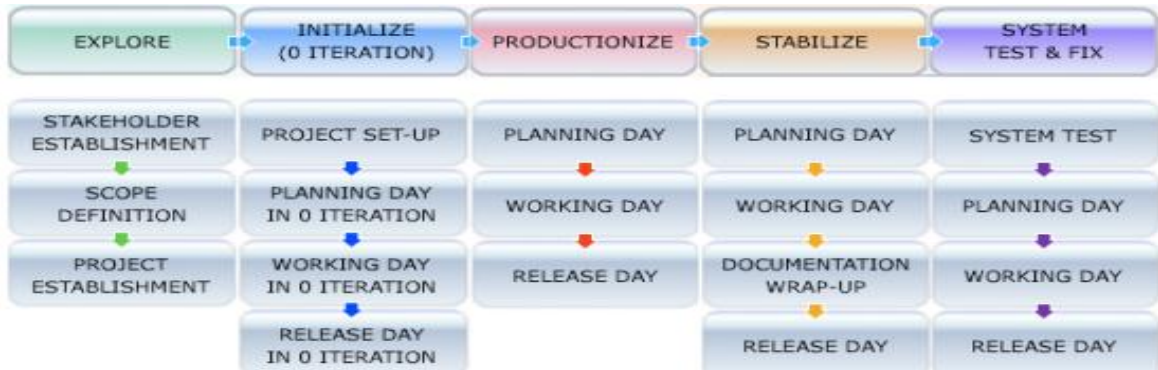 EXPLORE
INITIALIZE
(0 ITERATION)
PRODUCTIONIZE
STABILIZE
SYSTEM
TEST & FIX
STAKEHOLDER
ESTABLISHMENT
SCOPE
DEFINITION
PROJECT
ESTABLISHMENT
PROJECT SET-UP
PLANNING DAY
IN 0 ITERATION
WORKING DAY
IN 0 ITERATION
RELEASE DAY
IN 0 ITERATION
PLANNING DAY
WORKING DAY
RELEASE DAY
PLANNING DAY
WORKING DAY
DOCUMENTATION
WRAP-UP
RELEASE DAY
SYSTEM TEST
PLANNING DAY
WORKING DAY
RELEASE DAY